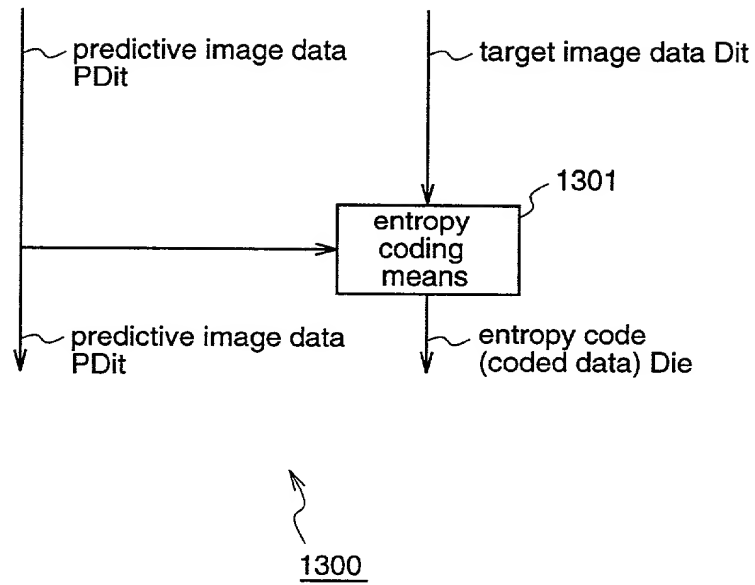 predictive image data
PDit
target image data Dit
1301
entropy
coding
means
predictive image data
PDit
entropy code
(coded data) Die
1300